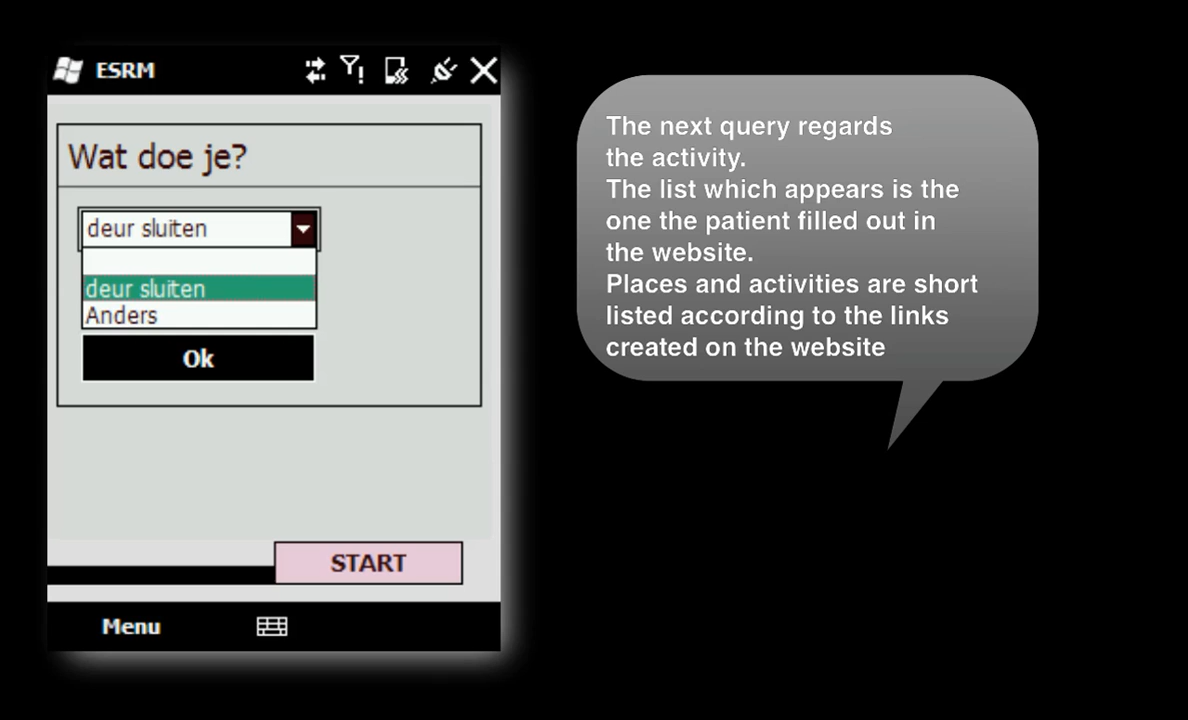 ESRM
Wat doe je?
deur sluiten
deur sluiten
Anders
Ok
START
Menu
The next query regards
the activity.
The list which appears is the
one the patient filled out in
the website.
Places and activities are short
listed according to the links
created on the website